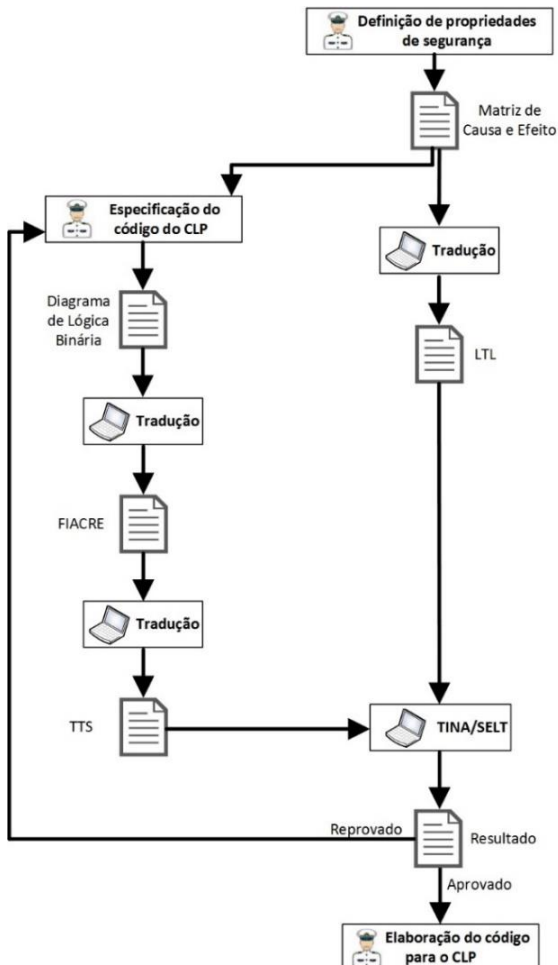 Definição de propriedades
de segurança
Matriz de
Causa e Efeito
Especificação do
código do CLP
Tradução
Diagrama
de Lógica
Binária
LTL
Tradução
FIACRE
Tradução
TTS
TINA/SELT
Reprovado
Resultado
Aprovado
Elaboração do código
para o CLP